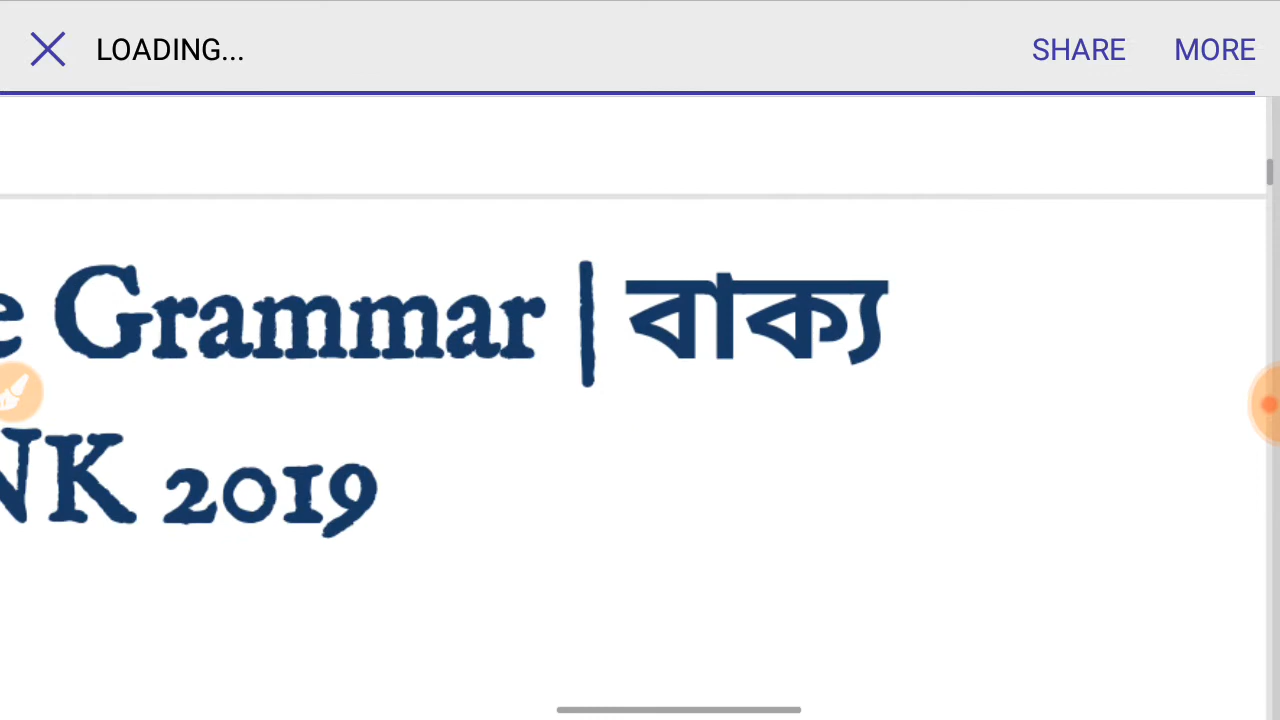 LOADING... SHARE MORE
e Grammar | বাক্য
NK 2019